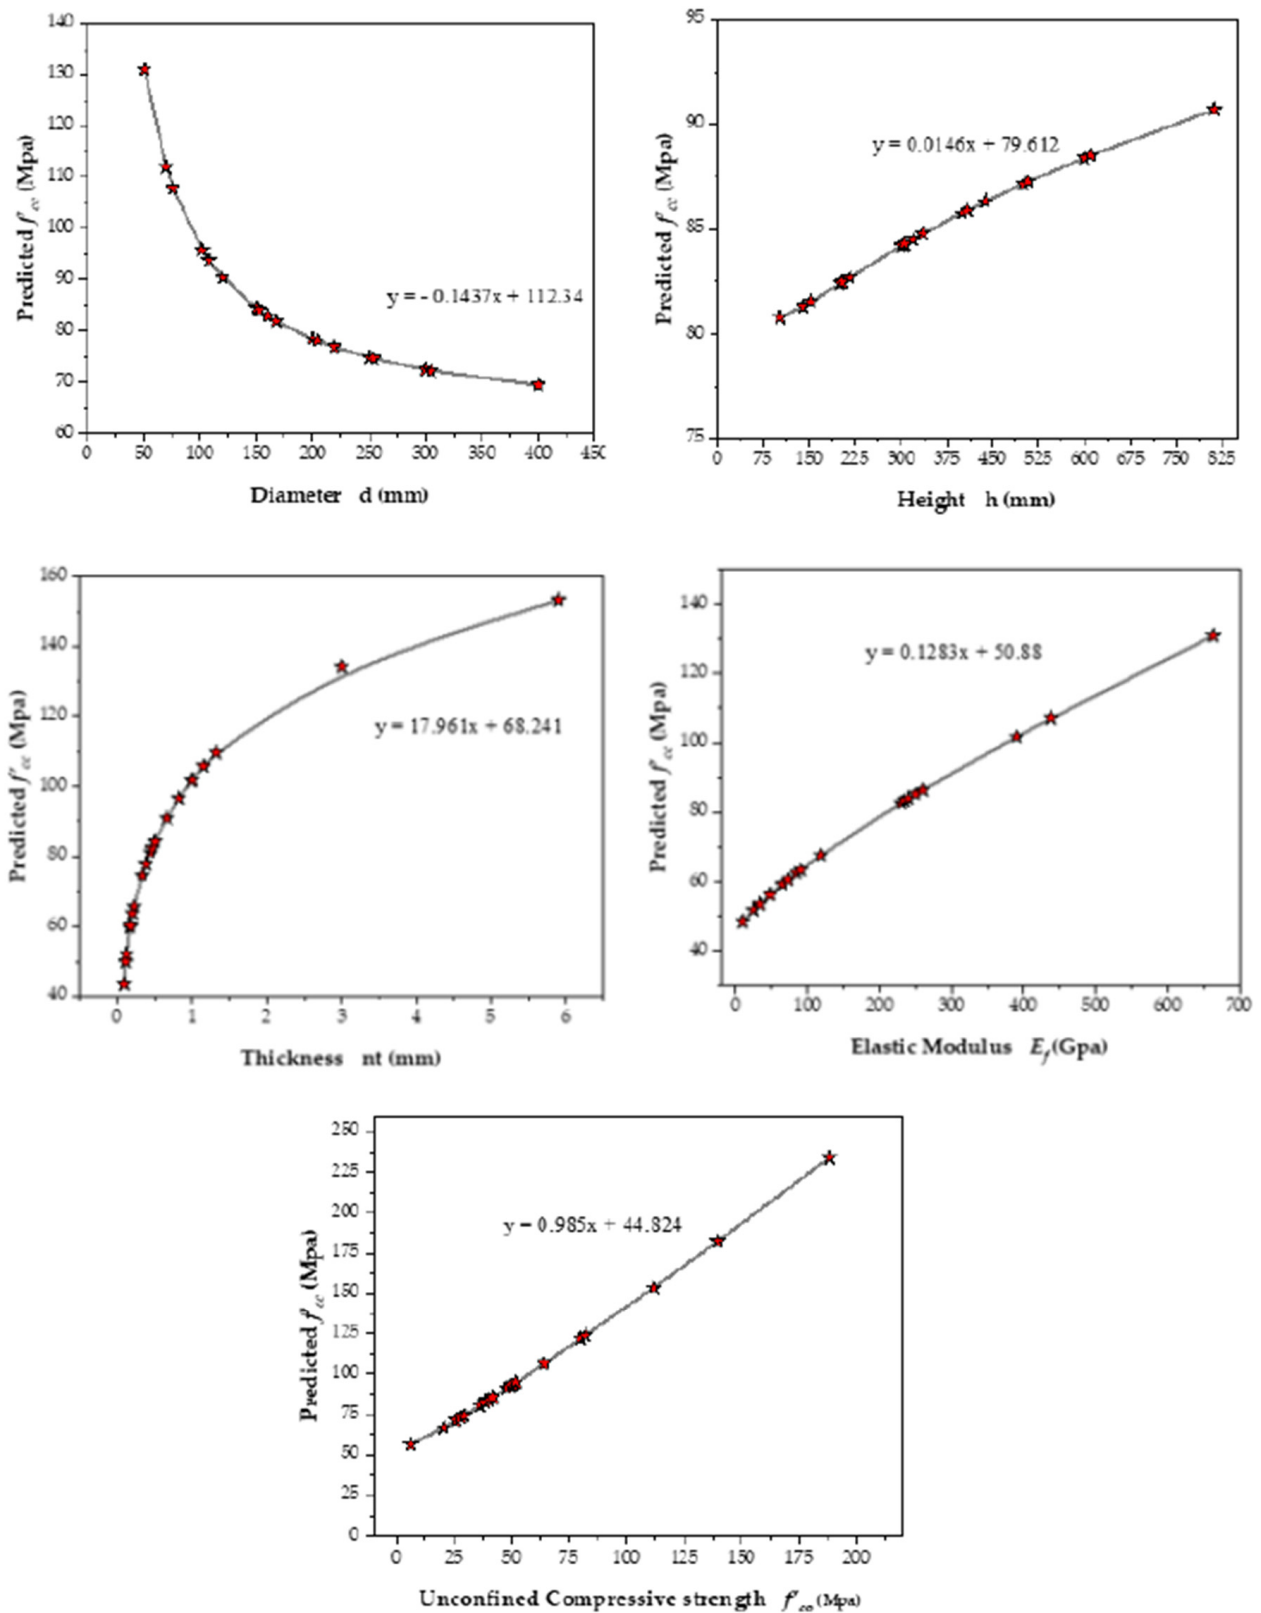 140
130
120
110
100
90
80
70
60
Predicted f'cc (Mpa)
y = - 0.1437x + 112.34
0 50 100 150 200 250 300 350 400 450
Diameter d (mm)
95
90
85
80
75
Predicted f'cc (Mpa)
y = 0.0146x + 79.612
0 75 150 225 300 375 450 525 600 675 750 825
Height h (mm)
160
140
120
100
80
60
40
Predicted f'cc (Mpa)
y = 17.961x + 68.241
0 1 2 3 4 5 6
Thickness nt (mm)
140
120
100
80
60
40
Predicted f'cc (Mpa)
y = 0.1283x + 50.88
0 100 200 300 400 500 600 700
Elastic Modulus Ef (Gpa)
250
225
200
175
150
125
100
75
50
25
0
Predicted f'cc (Mpa)
y = 0.985x + 44.824
0 25 50 75 100 125 150 175 200
Unconfined Compressive strength f'co (Mpa)